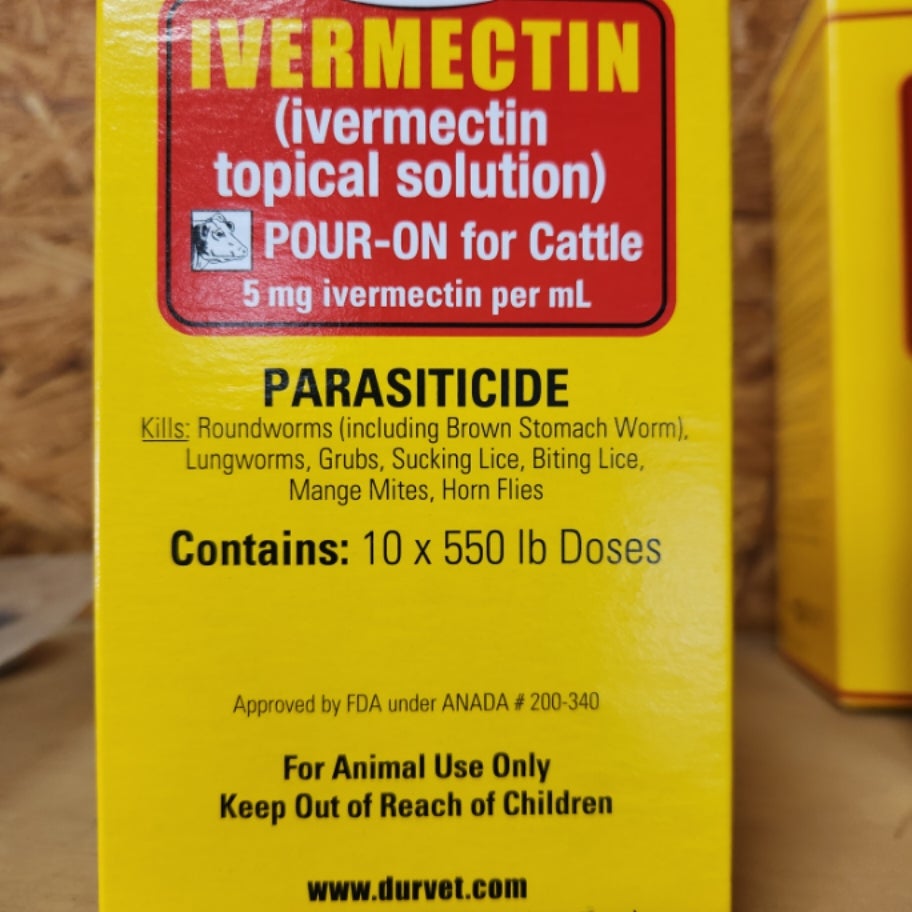 IVERMECTIN
(ivermectin
topical solution)
POUR-ON for Cattle
5 mg ivermectin per mL
PARASITICIDE
Kills: Roundworms (including Brown Stomach Worm),
Lungworms, Grubs, Sucking Lice, Biting Lice,
Mange Mites, Horn Flies
Contains: 10 x 550 lb Doses
Approved by FDA under ANADA # 200-340
For Animal Use Only
Keep Out of Reach of Children
www.durvet.com